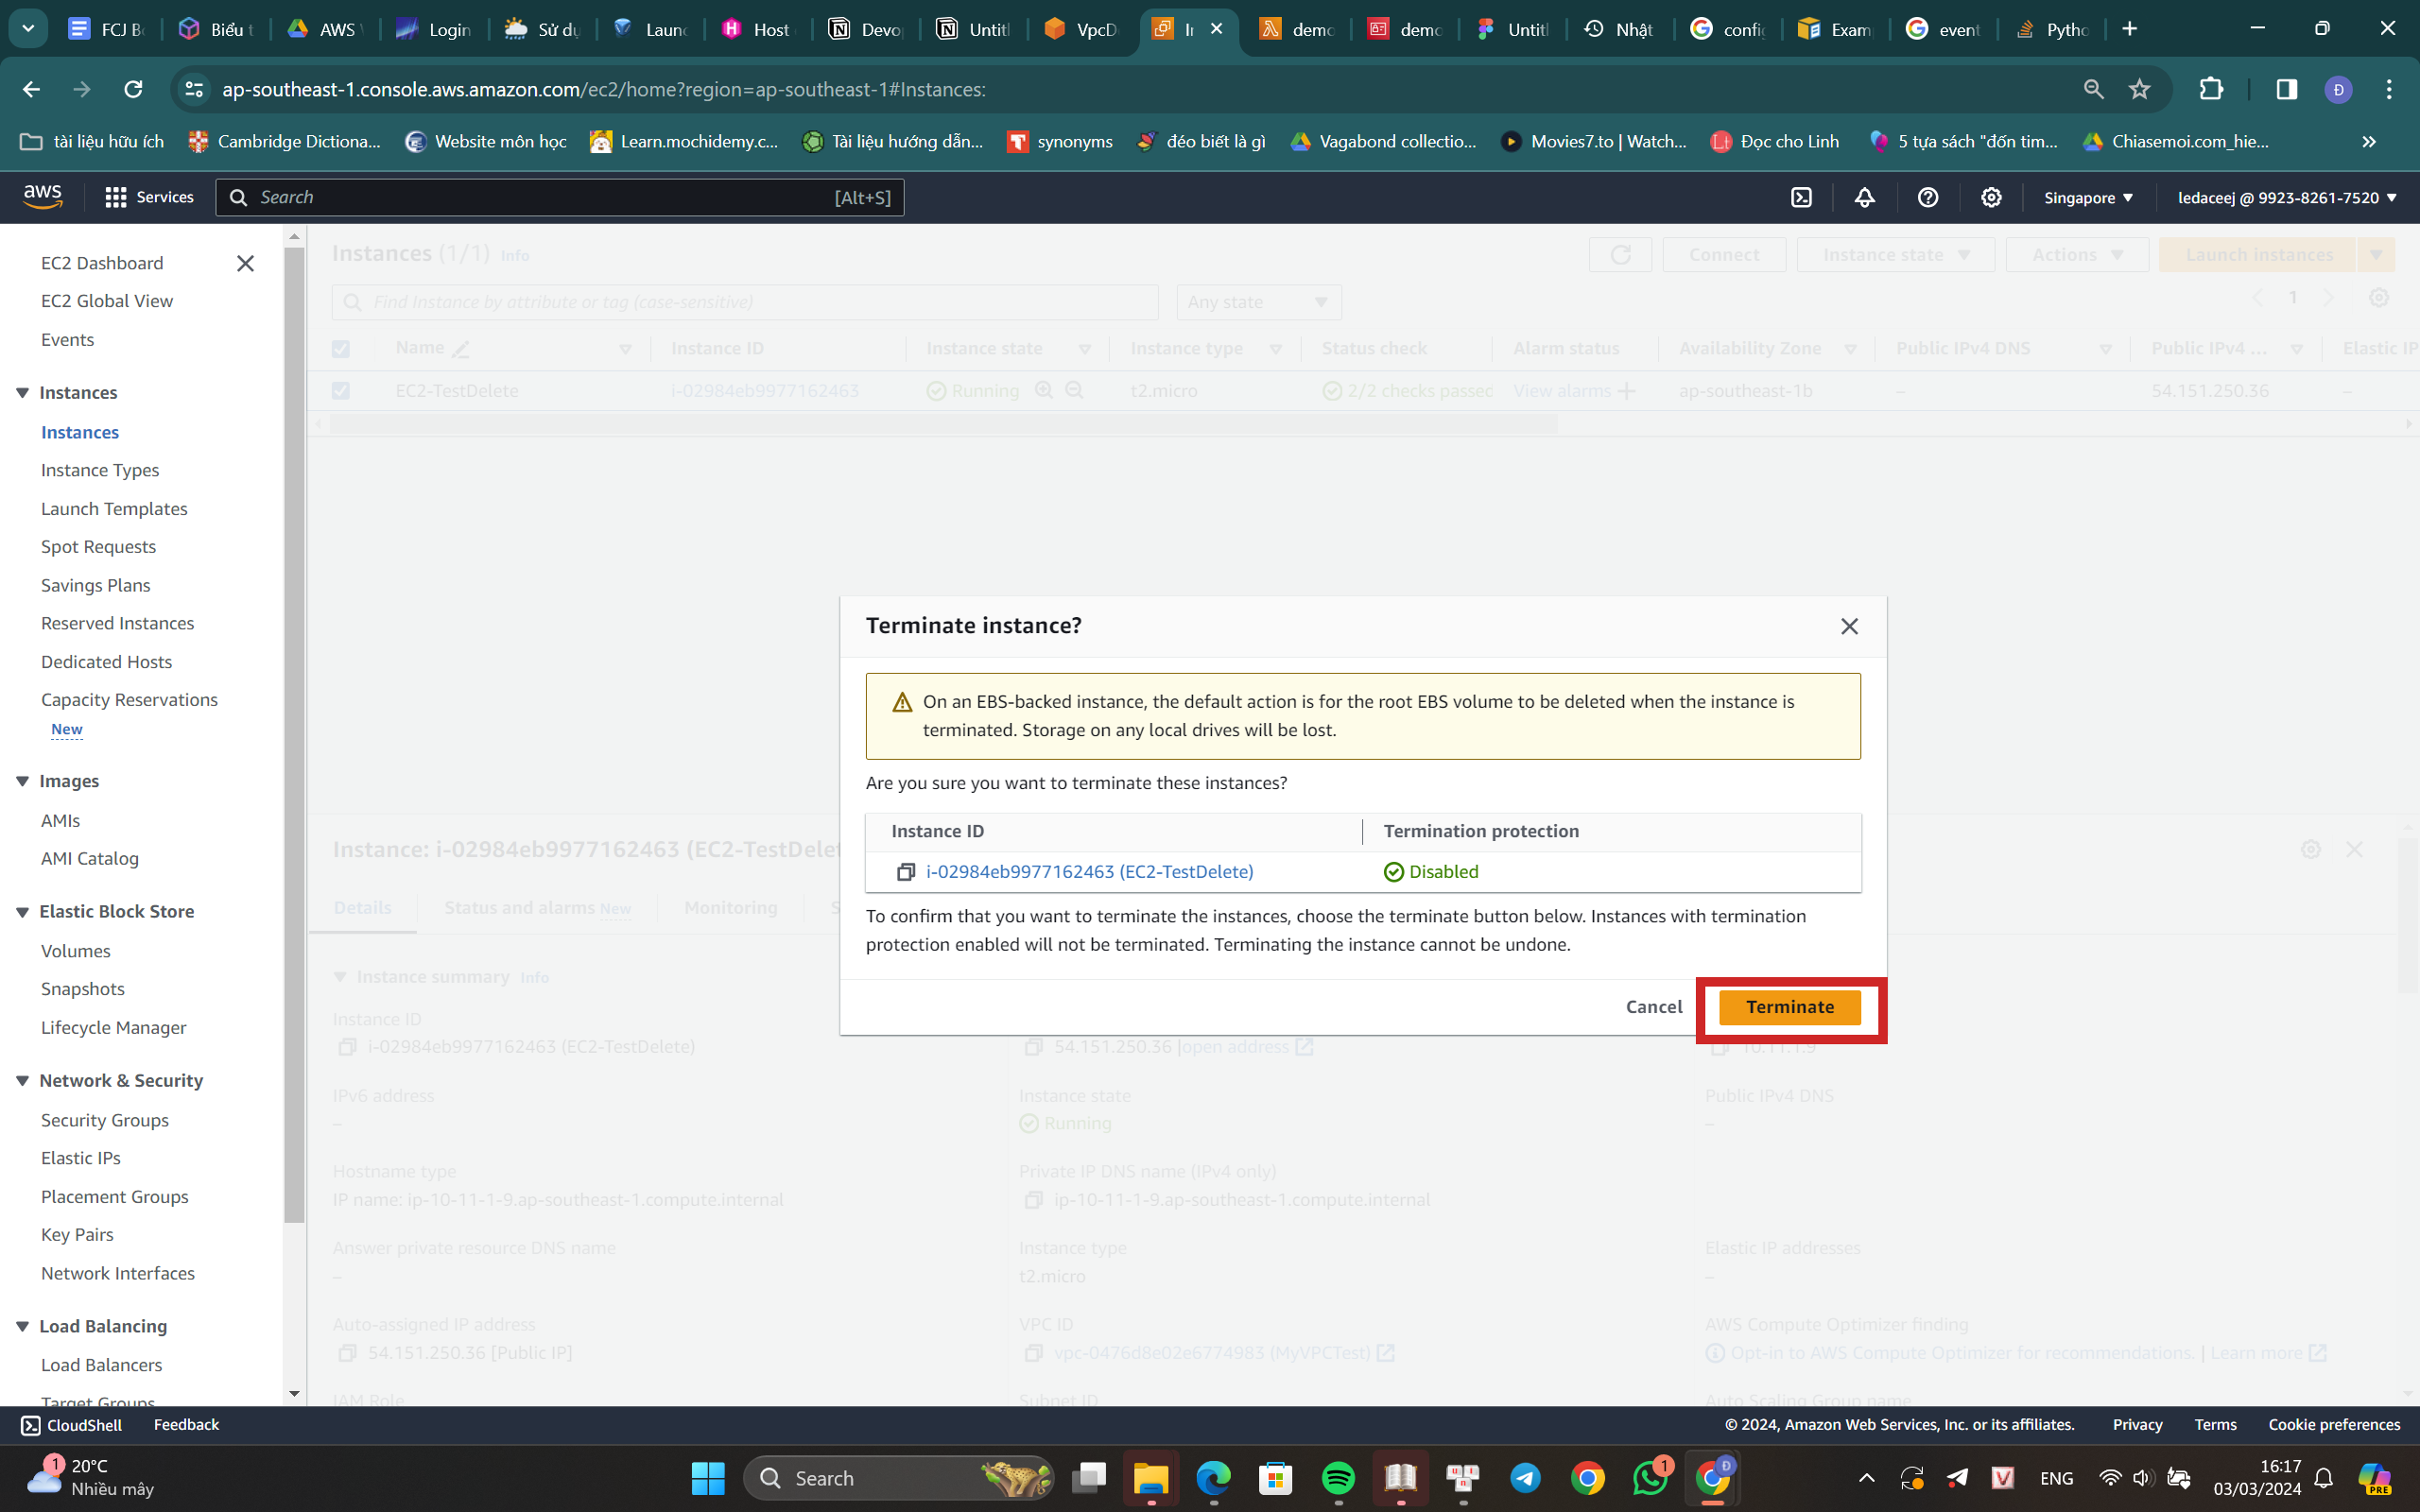 FCJ B
Biểu t
AWS
Login
Sử dụ
Laun
Host
Devo
Untit
VpcD
In
demo
demo
Untit
Nhật
config
Exam
event
Pytho
ap-southeast-1.console.aws.amazon.com/ec2/home?region=ap-southeast-1#Instances:
Đ
tài liệu hữu ích
Cambridge Dictiona...
Website môn học
Learn.mochidemy.c...
Tài liệu hướng dẫn...
synonyms
đéo biết là gì
Vagabond collectio...
Movies7.to | Watch...
Đọc cho Linh
5 tựa sách "đốn tim...
Chiasemoi.com_hie...
aws
Services
Search
[Alt+S]
Singapore
ledaceej @ 9923-8261-7520
EC2 Dashboard
EC2 Global View
Events
Instances
Instances
Instance Types
Launch Templates
Spot Requests
Savings Plans
Reserved Instances
Dedicated Hosts
Capacity Reservations
New
Images
AMIs
AMI Catalog
Elastic Block Store
Volumes
Snapshots
Lifecycle Manager
Network & Security
Security Groups
Elastic IPs
Placement Groups
Key Pairs
Network Interfaces
Load Balancing
Load Balancers
Target Groups
Instances (1/1) Info
Connect
Instance state
Actions
Launch instances
Find Instance by attribute or tag (case-sensitive)
Any state
1
Name
Instance ID
Instance state
Instance type
Status check
Alarm status
Availability Zone
Public IPv4 DNS
Public IPv4 ...
Elastic IP
EC2-TestDelete
i-02984eb9977162463
Running
t2.micro
2/2 checks passed
View alarms +
ap-southeast-1b
–
54.151.250.36
–
Terminate instance?
On an EBS-backed instance, the default action is for the root EBS volume to be deleted when the instance is
terminated. Storage on any local drives will be lost.
Are you sure you want to terminate these instances?
Instance ID
Termination protection
i-02984eb9977162463 (EC2-TestDelete)
Disabled
To confirm that you want to terminate the instances, choose the terminate button below. Instances with termination
protection enabled will not be terminated. Terminating the instance cannot be undone.
Cancel
Terminate
Instance: i-02984eb9977162463 (EC2-TestDelet
Details
Status and alarms New
Monitoring
S
Instance summary Info
Instance ID
i-02984eb9977162463 (EC2-TestDelete)
54.151.250.36 |open address
10.11.1.9
IPv6 address
–
Instance state
Running
Public IPv4 DNS
–
Hostname type
IP name: ip-10-11-1-9.ap-southeast-1.compute.internal
Private IP DNS name (IPv4 only)
ip-10-11-1-9.ap-southeast-1.compute.internal
Answer private resource DNS name
–
Instance type
t2.micro
Elastic IP addresses
–
Auto-assigned IP address
54.151.250.36 [Public IP]
VPC ID
vpc-0476d8e02e6774983 (MyVPCTest)
AWS Compute Optimizer finding
Opt-in to AWS Compute Optimizer for recommendations. | Learn more
IAM Role
Subnet ID
Auto Scaling Group name
CloudShell
Feedback
© 2024, Amazon Web Services, Inc. or its affiliates.
Privacy
Terms
Cookie preferences
1
20°C
Nhiều mây
Search
1
Đ
ENG
16:17
03/03/2024
PRE